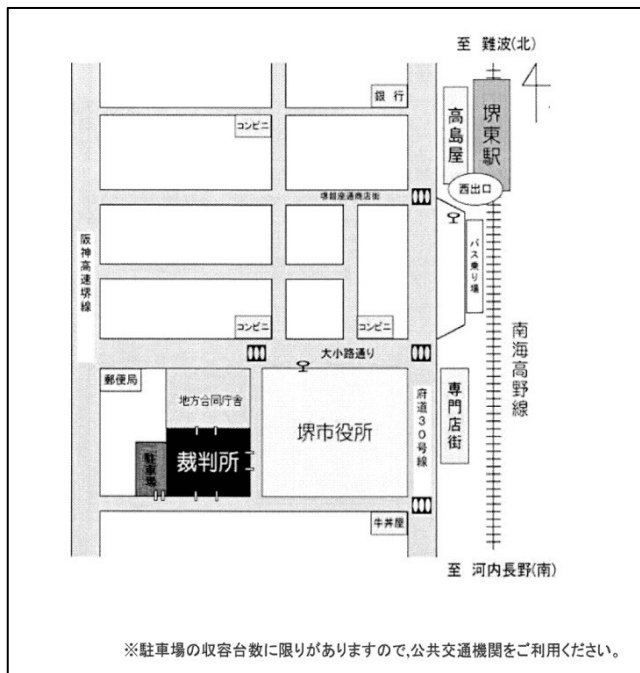 至 難波(北)
銀 行
コンビニ
高島屋
堺東駅
西出口
堺銀座通商店街
バス乗り場
阪神高速堺線
コンビニ
コンビニ
大小路通り
南海高野線
郵便局
地方合同庁舎
堺市役所
府道30号線
専門店街
駐車場
裁判所
牛丼屋
至 河内長野(南)
※駐車場の収容台数に限りがありますので,公共交通機関をご利用ください。